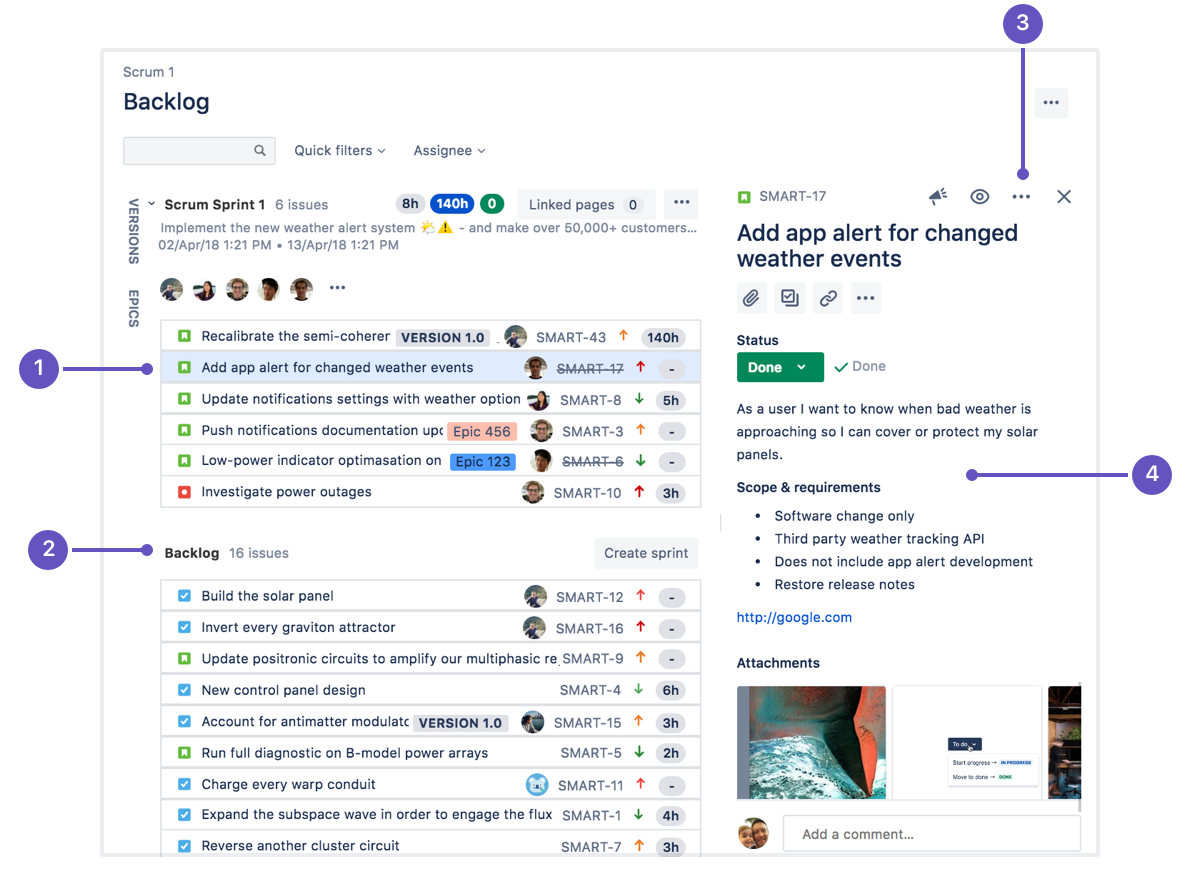 3
Scrum 1
Backlog
Quick filters
Assignee
VERSIONS
EPICS
Scrum Sprint 1 6 issues 8h 140h 0 Linked pages 0
Implement the new weather alert system 🌤️⚠️ - and make over 50,000+ customers...
02/Apr/18 1:21 PM • 13/Apr/18 1:21 PM
Recalibrate the semi-coherer VERSION 1.0 . SMART-43 140h
1
Add app alert for changed weather events SMART-17 -
Update notifications settings with weather option SMART-8 5h
Push notifications documentation upd Epic 456 SMART-3 -
Low-power indicator optimasation on Epic 123 SMART-6 -
Investigate power outages SMART-10 3h
2
Backlog 16 issues Create sprint
Build the solar panel SMART-12 -
Invert every graviton attractor SMART-16 -
Update positronic circuits to amplify our multiphasic re SMART-9 -
New control panel design SMART-4 6h
Account for antimatter modulato VERSION 1.0 SMART-15 3h
Run full diagnostic on B-model power arrays SMART-5 2h
Charge every warp conduit SMART-11 -
Expand the subspace wave in order to engage the flux SMART-1 4h
Reverse another cluster circuit SMART-7 3h
SMART-17
Add app alert for changed
weather events
Status
Done Done
As a user I want to know when bad weather is
approaching so I can cover or protect my solar
panels.
4
Scope & requirements
• Software change only
• Third party weather tracking API
• Does not include app alert development
• Restore release notes
http://google.com
Attachments
To do
Start progress → IN PROGRESS
Move to done → DONE
Add a comment...